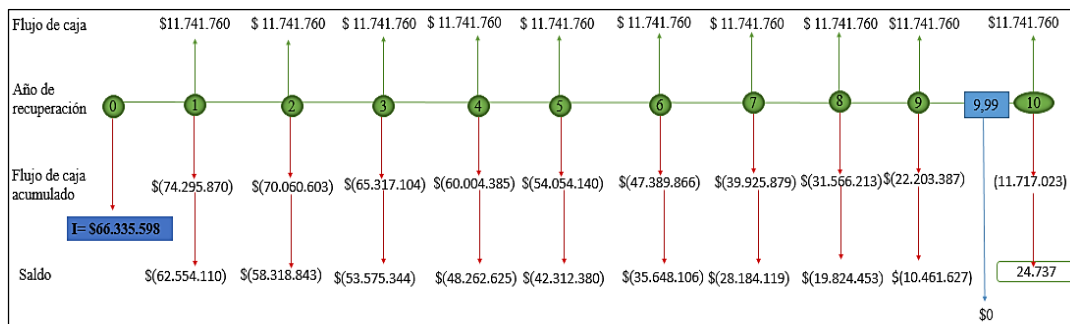 Flujo de caja $11.741.760 $ 11.741.760 $ 11.741.760 $ 11.741.760 $ 11.741.760 $ 11.741.760 $ 11.741.760 $ 11.741.760 $11.741.760 $11.741.760
Año de
recuperación 0 1 2 3 4 5 6 7 8 9 9,99 10
Flujo de caja
acumulado $(74.295.870) $(70.060.603) $(65.317.104) $(60.004.385) $(54.054.140) $(47.389.866) $(39.925.879) $(31.566.213) $(22.203.387) (11.717.023)
I= $66.335.598
Saldo $(62.554.110) $(58.318.843) $(53.575.344) $(48.262.625) $(42.312.380) $(35.648.106) $(28.184.119) $(19.824.453) $(10.461.627) 24.737
$0